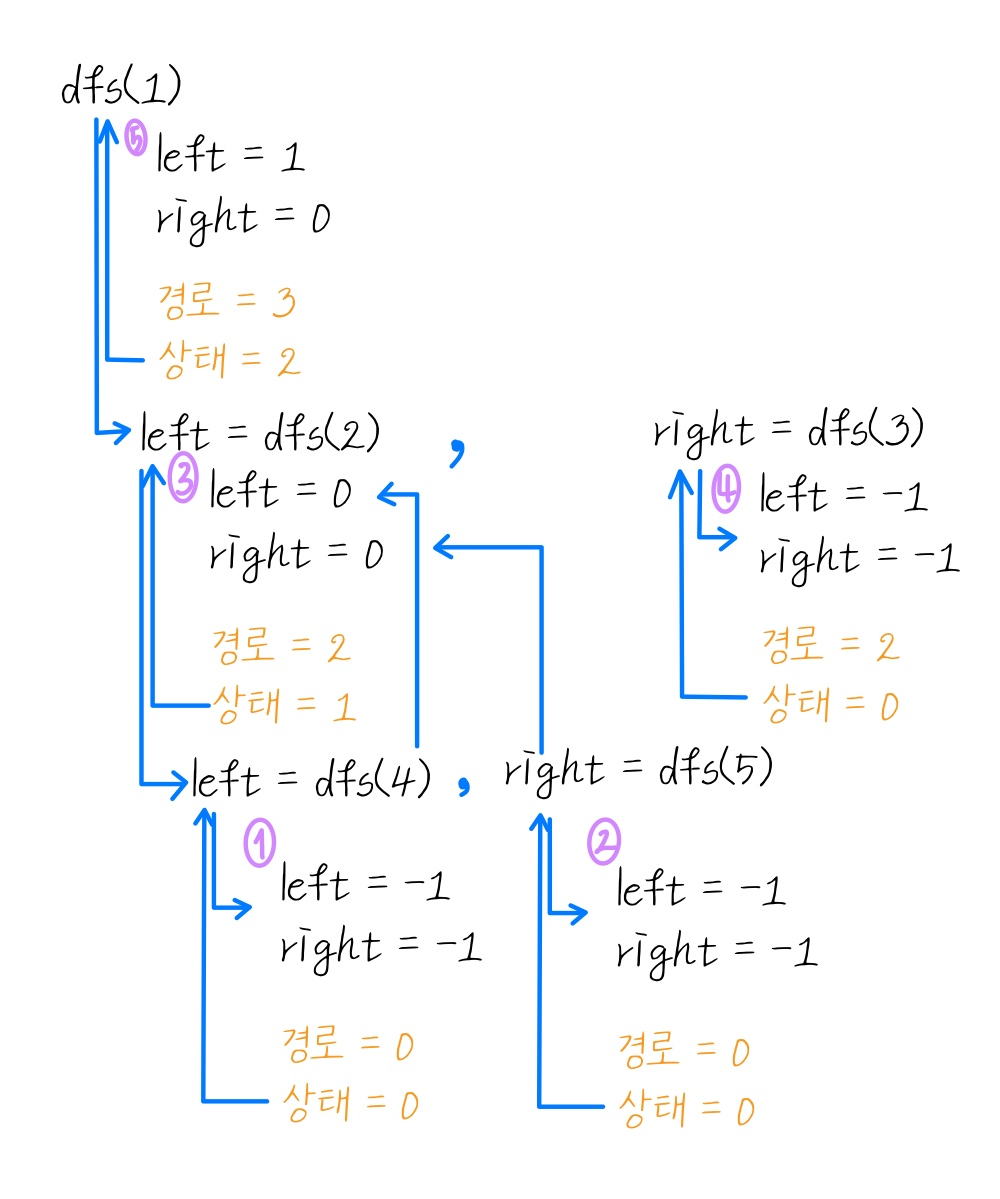 dfs(1)
⑤ left = 1
right = 0
경로 = 3
상태 = 2
left = dfs(2) , right = dfs(3)
③ left = 0
right = 0
경로 = 2
상태 = 1
④ left = -1
right = -1
경로 = 2
상태 = 0
left = dfs(4) , right = dfs(5)
① left = -1
right = -1
경로 = 0
상태 = 0
② left = -1
right = -1
경로 = 0
상태 = 0